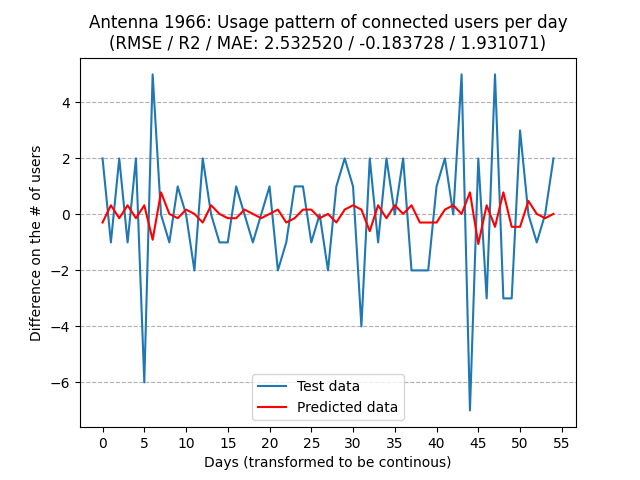 Antenna 1966: Usage pattern of connected users per day
(RMSE / R2 / MAE: 2.532520 / -0.183728 / 1.931071)
Difference on the # of users
4
2
0
−2
−4
−6
Test data
Predicted data
0 5 10 15 20 25 30 35 40 45 50 55
Days (transformed to be continous)